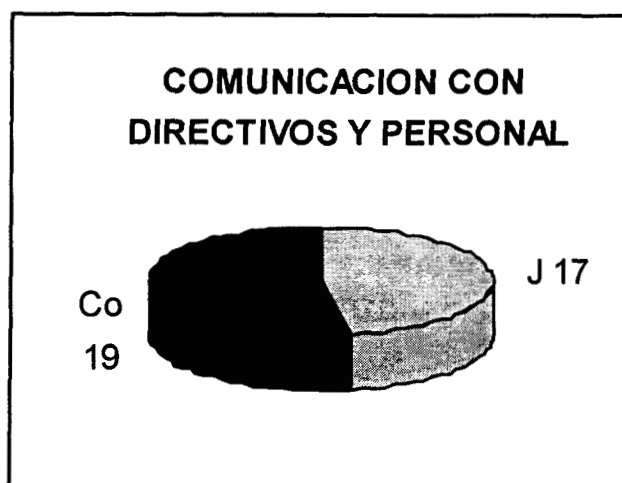 COMUNICACION CON
DIRECTIVOS Y PERSONAL
J 17
Co
19